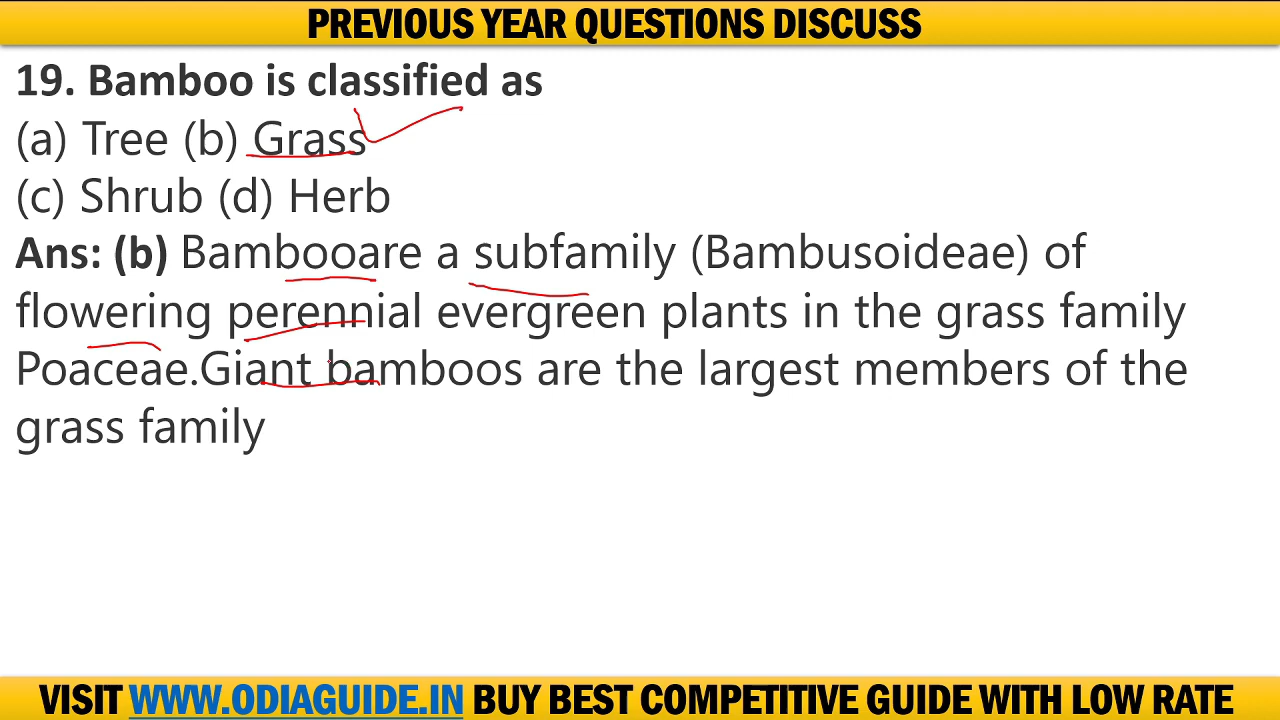 PREVIOUS YEAR QUESTIONS DISCUSS
19. Bamboo is classified as
(a) Tree (b) Grass
(c) Shrub (d) Herb
Ans: (b) Bambooare a subfamily (Bambusoideae) of
flowering perennial evergreen plants in the grass family
Poaceae.Giant bamboos are the largest members of the
grass family
VISIT WWW.ODIAGUIDE.IN BUY BEST COMPETITIVE GUIDE WITH LOW RATE